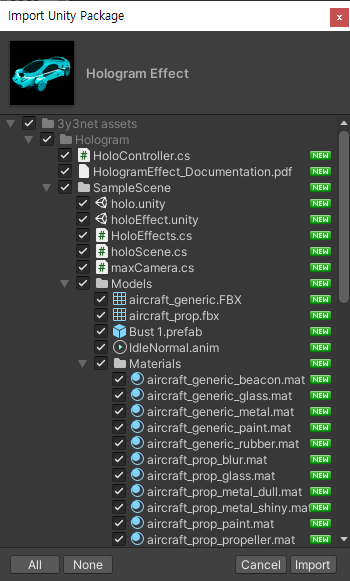 Import Unity Package
x
Hologram Effect
3y3net assets
Hologram
HoloController.cs NEW
HologramEffect_Documentation.pdf NEW
SampleScene NEW
holo.unity NEW
holoEffect.unity NEW
HoloEffects.cs NEW
holoScene.cs NEW
maxCamera.cs NEW
Models NEW
aircraft_generic.FBX NEW
aircraft_prop.fbx NEW
Bust 1.prefab NEW
IdleNormal.anim NEW
Materials NEW
aircraft_generic_beacon.mat NEW
aircraft_generic_glass.mat NEW
aircraft_generic_metal.mat NEW
aircraft_generic_paint.mat NEW
aircraft_generic_rubber.mat NEW
aircraft_prop_blur.mat NEW
aircraft_prop_glass.mat NEW
aircraft_prop_metal_dull.mat NEW
aircraft_prop_metal_shiny.mat NEW
aircraft_prop_paint.mat NEW
aircraft_prop_propeller.mat NEW
All None Cancel Import